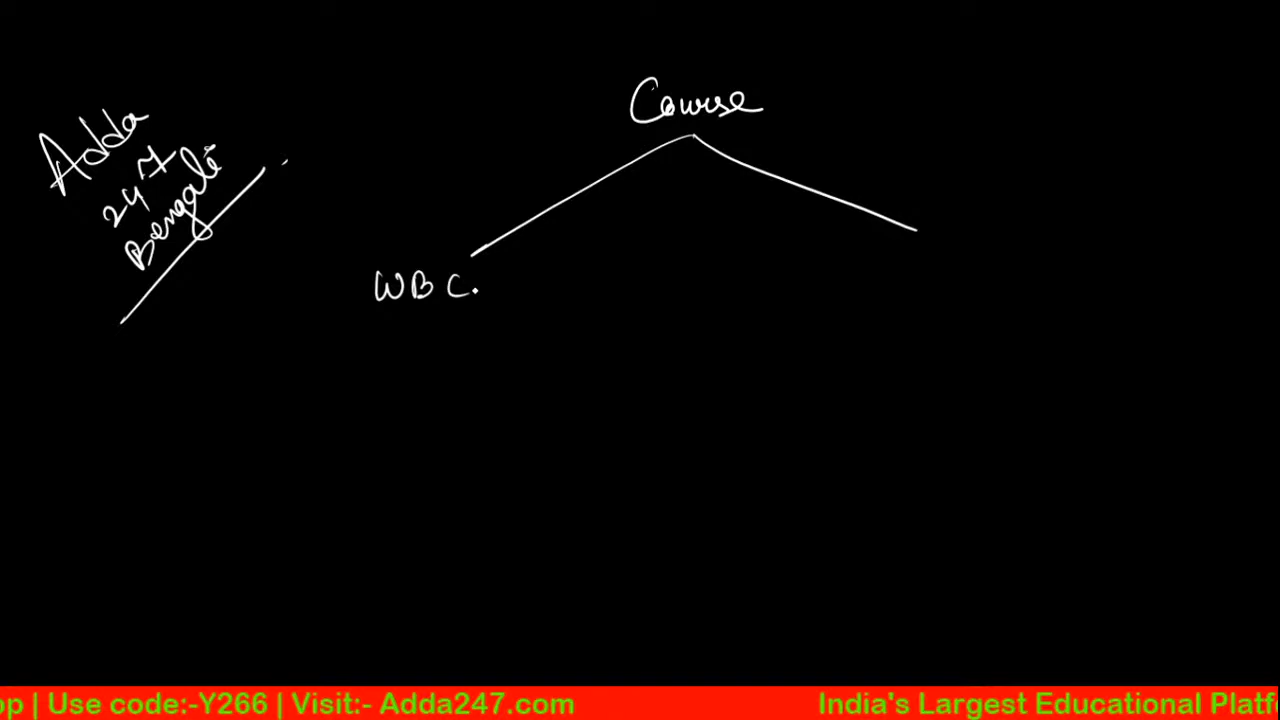 Course
Adda
247
Bengali
WBC.
pp | Use code:-Y266 | Visit:- Adda247.com India's Largest Educational Platf